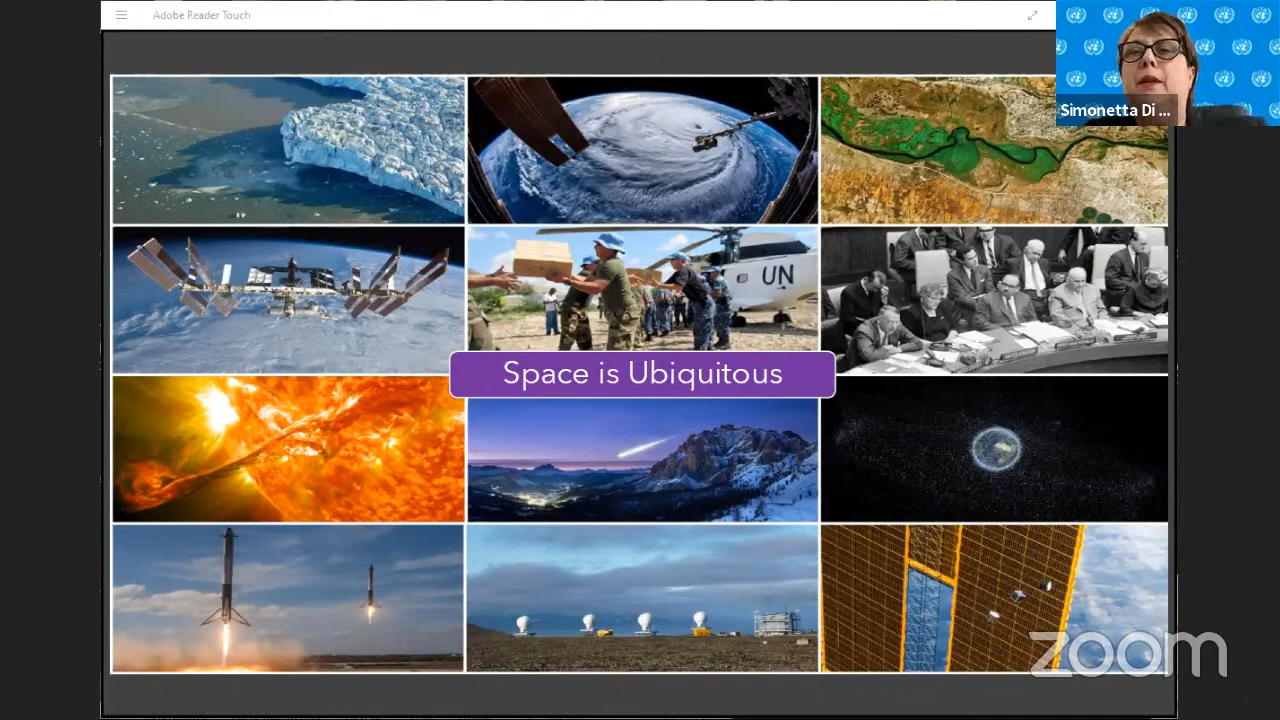 Adobe Reader Touch
Simonetta Di ...
UN
Space is Ubiquitous
zoom